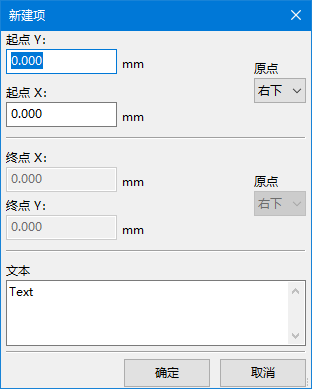 新建项
起点 Y:
0.000 mm
原点
右下
起点 X:
0.000 mm
终点 X:
0.000 mm
原点
右下
终点 Y:
0.000 mm
文本
Text
确定 取消